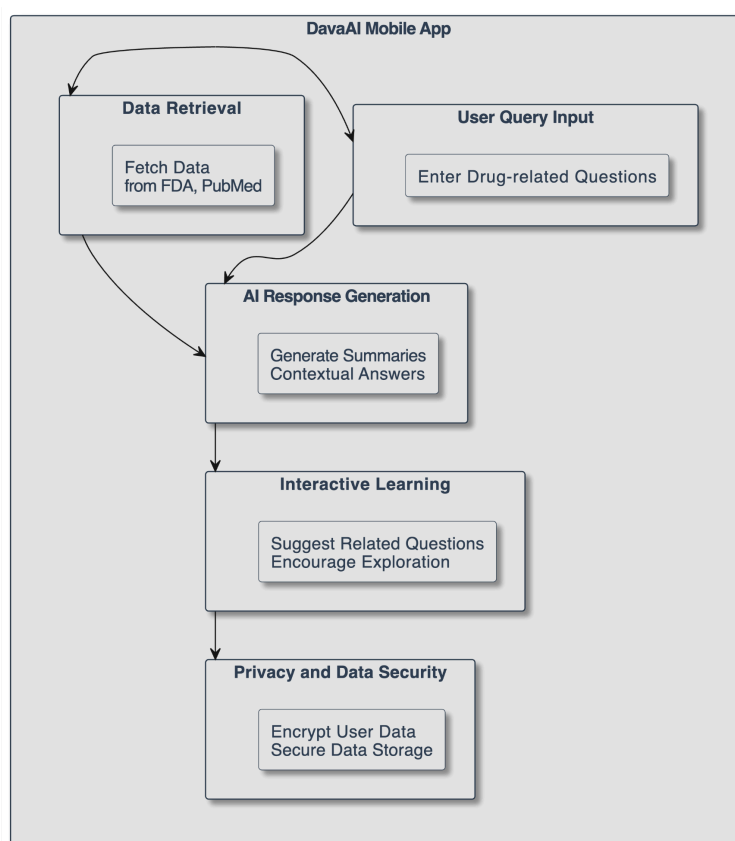 DavaAI Mobile App
Data Retrieval
Fetch Data
from FDA, PubMed
User Query Input
Enter Drug-related Questions
AI Response Generation
Generate Summaries
Contextual Answers
Interactive Learning
Suggest Related Questions
Encourage Exploration
Privacy and Data Security
Encrypt User Data
Secure Data Storage